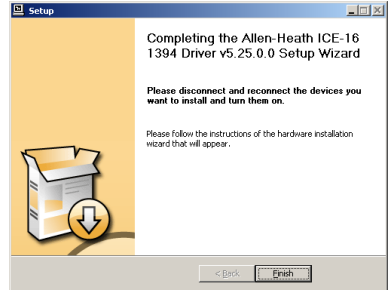 Setup
Completing the Allen-Heath ICE-16
1394 Driver v5.25.0.0 Setup Wizard
Please disconnect and reconnect the devices you
want to install and turn them on.
Please follow the instructions of the hardware installation
wizard that will appear.
< Back
Finish